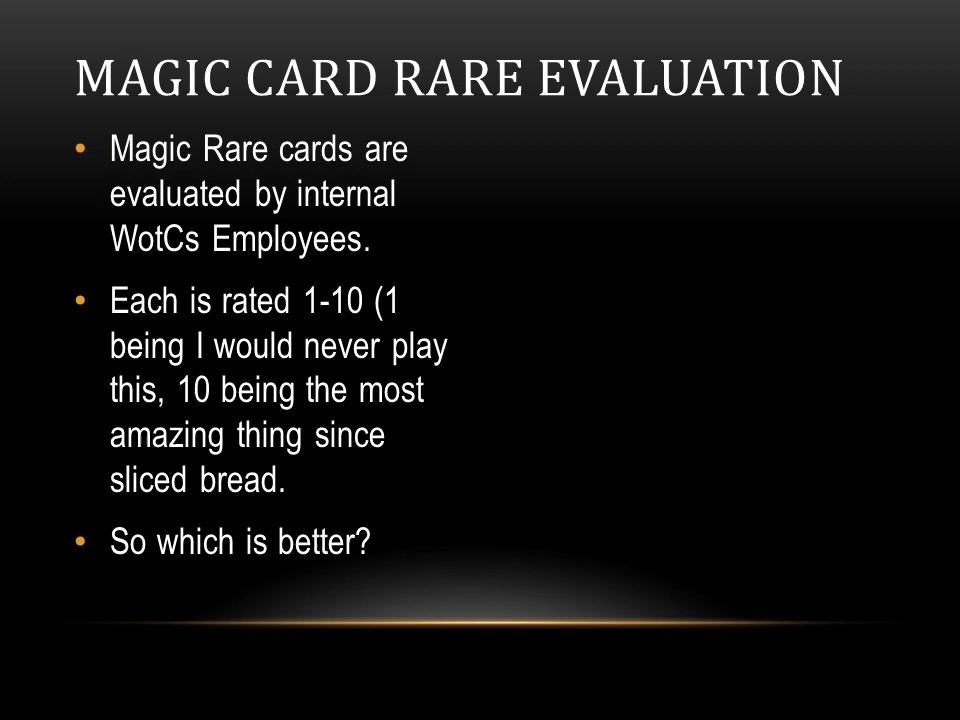 MAGIC CARD RARE EVALUATION
• Magic Rare cards are
evaluated by internal
WotCs Employees.
• Each is rated 1-10 (1
being I would never play
this, 10 being the most
amazing thing since
sliced bread.
• So which is better?